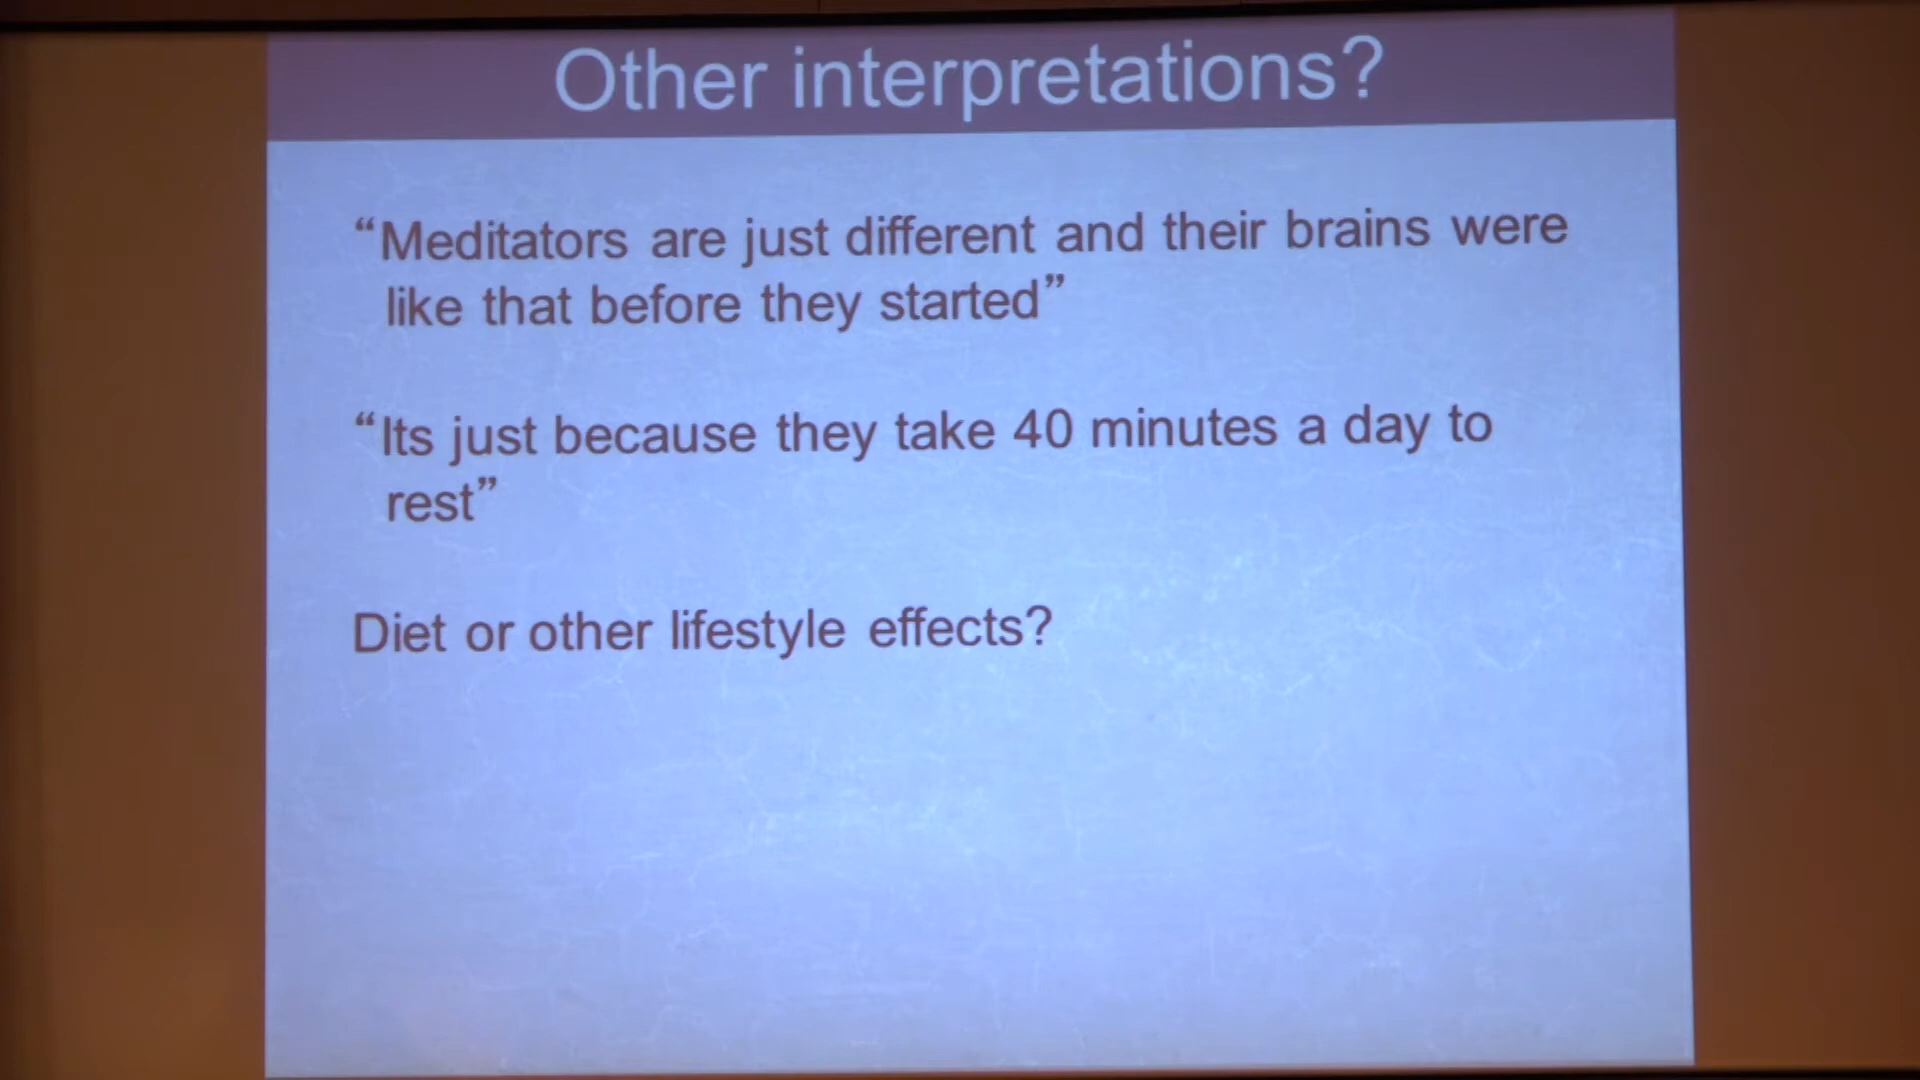 Other interpretations?
“Meditators are just different and their brains were
like that before they started”
“Its just because they take 40 minutes a day to
rest”
Diet or other lifestyle effects?